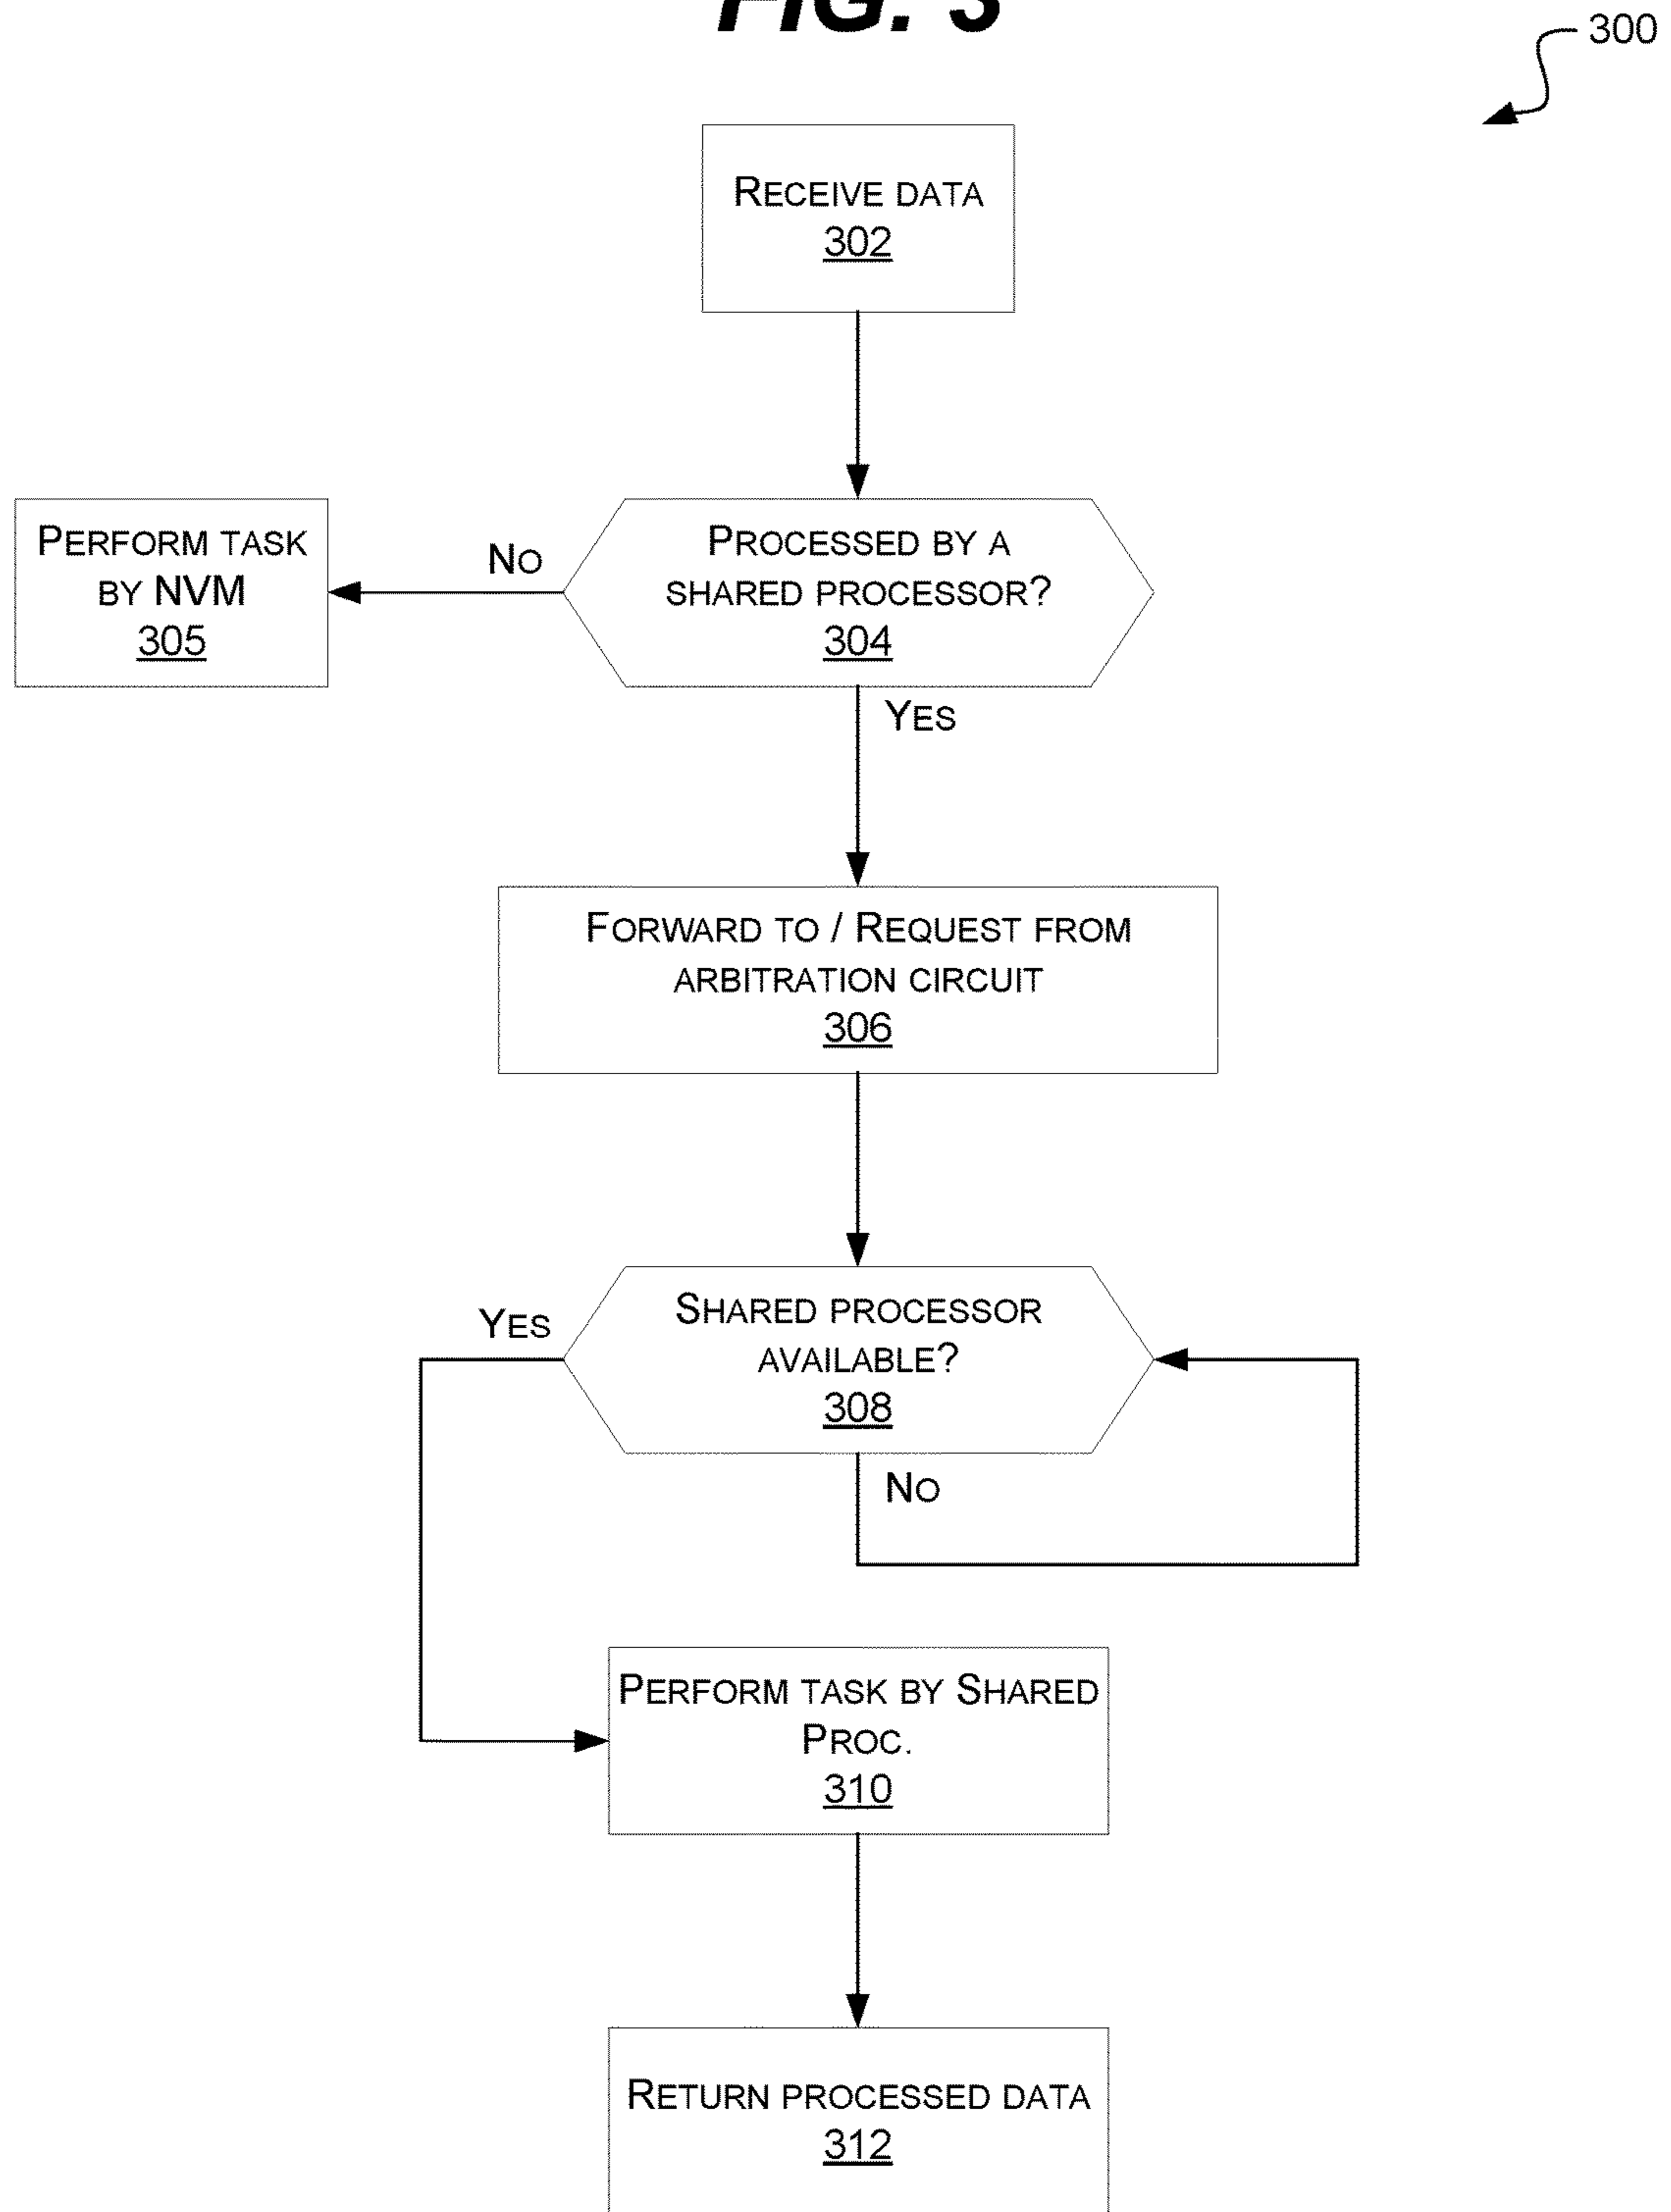 FIG. 3
300
RECEIVE DATA
302
PROCESSED BY A
SHARED PROCESSOR?
304
NO
PERFORM TASK
BY NVM
305
YES
FORWARD TO / REQUEST FROM
ARBITRATION CIRCUIT
306
SHARED PROCESSOR
AVAILABLE?
308
YES
NO
PERFORM TASK BY SHARED
PROC.
310
RETURN PROCESSED DATA
312